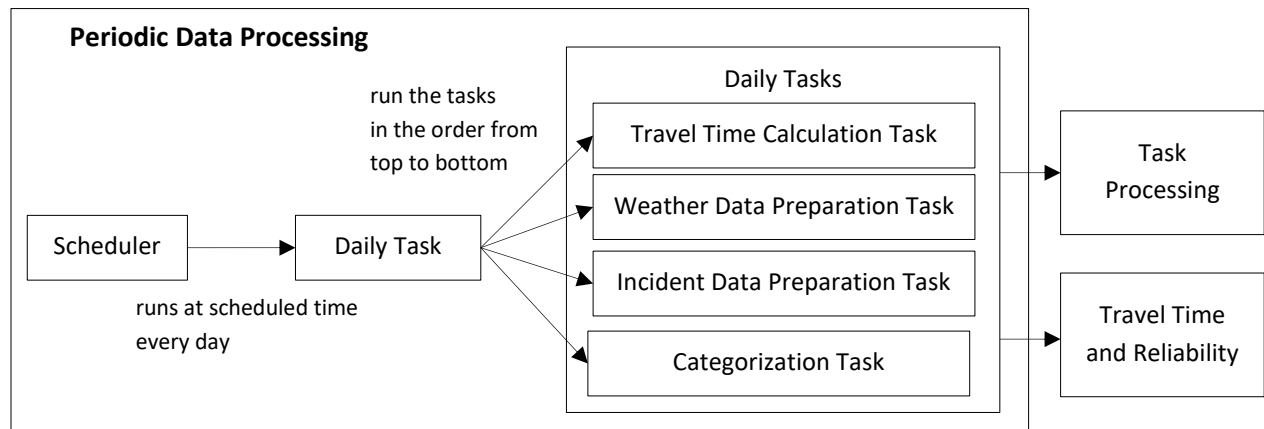 Periodic Data Processing
run the tasks
in the order from
top to bottom
Scheduler
runs at scheduled time
every day
Daily Task
Daily Tasks
Travel Time Calculation Task
Weather Data Preparation Task
Incident Data Preparation Task
Categorization Task
Task
Processing
Travel Time
and Reliability